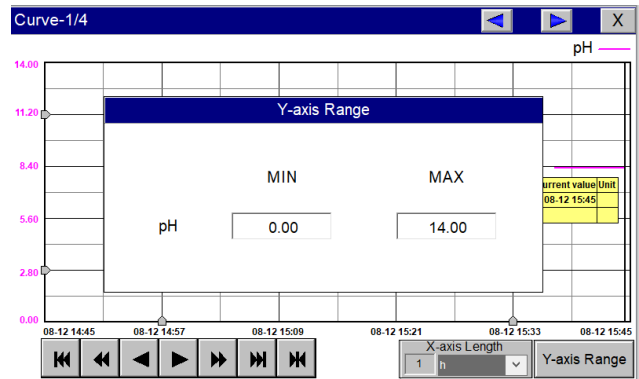 Curve-1/4
X
pH
14.00
11.20
8.40
5.60
2.80
0.00
Y-axis Range
MIN
MAX
pH
0.00
14.00
urrent value Unit
08-12 15:45
08-12 14:45
08-12 14:57
08-12 15:09
08-12 15:21
08-12 15:33
08-12 15:45
X-axis Length
1 h
Y-axis Range